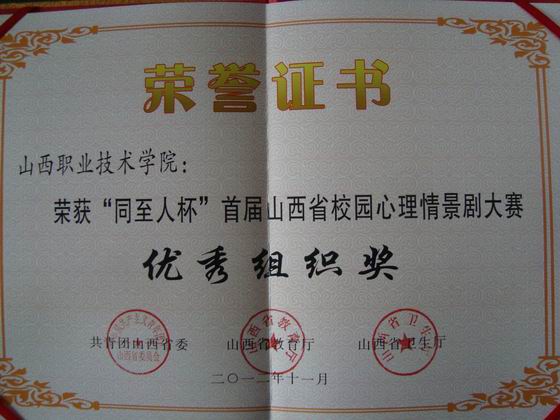 荣誉证书
山西职业技术学院：
荣获“同至人杯”首届山西省校园心理情景剧大赛
优秀组织奖
共青团山西省委 山西省教育厅 山西省卫生厅
二〇一二年十一月